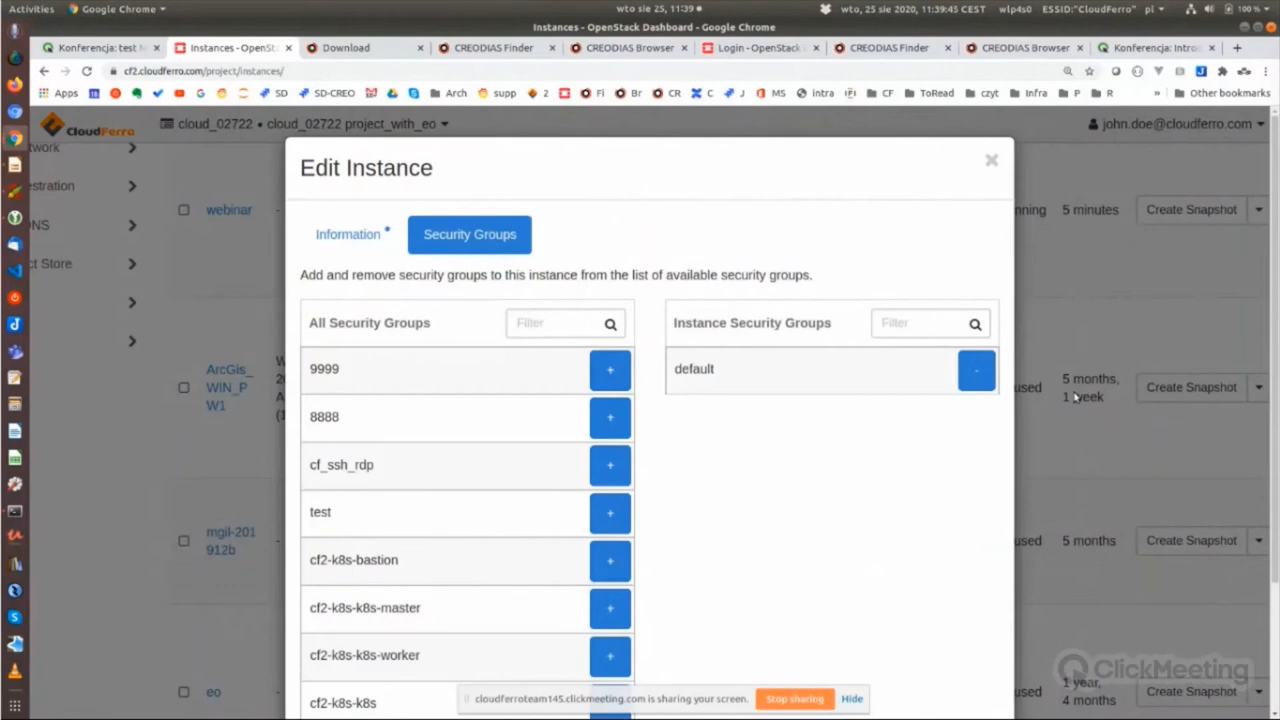 Activities
Google Chrome
wto sie 25, 11:39
wto, 25 sie 2020, 11:39:45 CEST
wlp4s0
ESSID:"CloudFerro"
pl
100 %
Instances - OpenStack Dashboard - Google Chrome
Konferencja: test M
Instances - OpenSt
Download
CREODIAS Finder
CREODIAS Browser
Login - OpenStack
CREODIAS Finder
CREODIAS Browser
Konferencja: Intro
cf2.cloudferro.com/project/instances/
Apps
SD
SD-CREO
Arch
supp
2
Fi
Br
CR
C
J
MS
intra
CF
ToRead
czyt
Infra
P
R
Other bookmarks
CloudFerro
cloud_02722 • cloud_02722 project_with_eo
john.doe@cloudferro.com
twork
estration
NS
ct Store
Edit Instance
Information *
Security Groups
Add and remove security groups to this instance from the list of available security groups.
All Security Groups
Filter
Instance Security Groups
Filter
9999
+
default
-
8888
+
cf_ssh_rdp
+
test
+
cf2-k8s-bastion
+
cf2-k8s-k8s-master
+
cf2-k8s-k8s-worker
+
cf2-k8s-k8s
webinar
-
nning
5 minutes
Create Snapshot
ArcGis_
WIN_P
W1
W
20
A
(1
used
5 months,
1 week
Create Snapshot
mgil-201
912b
-
used
5 months
Create Snapshot
eo
-
used
1 year,
4 months
Create Snapshot
cloudferroteam145.clickmeeting.com is sharing your screen.
Stop sharing
Hide
ClickMeeting